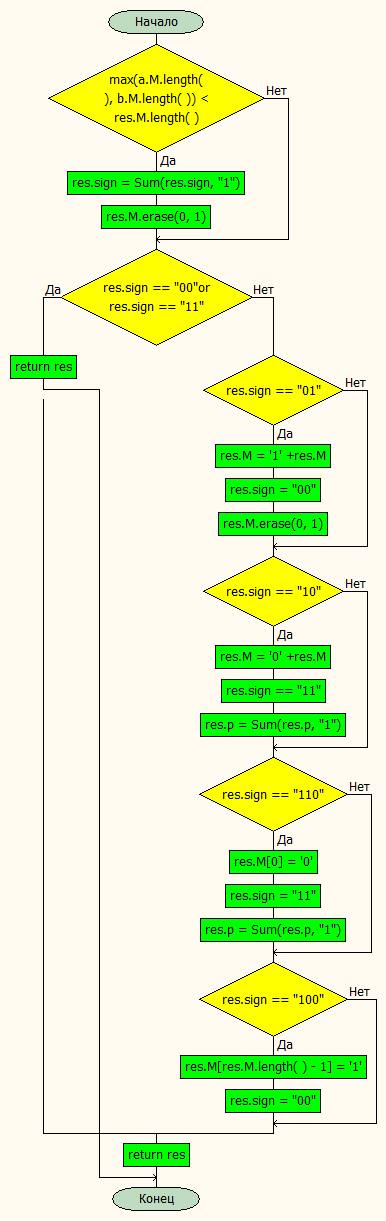 Начало
max(a.M.length(
), b.M.length( )) <
res.M.length( )
Нет
Да
res.sign = Sum(res.sign, "1")
res.M.erase(0, 1)
Да
res.sign == "00"or
res.sign == "11"
Нет
return res
res.sign == "01"
Нет
Да
res.M = '1' +res.M
res.sign = "00"
res.M.erase(0, 1)
res.sign == "10"
Нет
Да
res.M = '0' +res.M
res.sign == "11"
res.p = Sum(res.p, "1")
res.sign == "110"
Нет
Да
res.M[0] = '0'
res.sign = "11"
res.p = Sum(res.p, "1")
res.sign == "100"
Нет
Да
res.M[res.M.length( ) - 1] = '1'
res.sign = "00"
return res
Конец